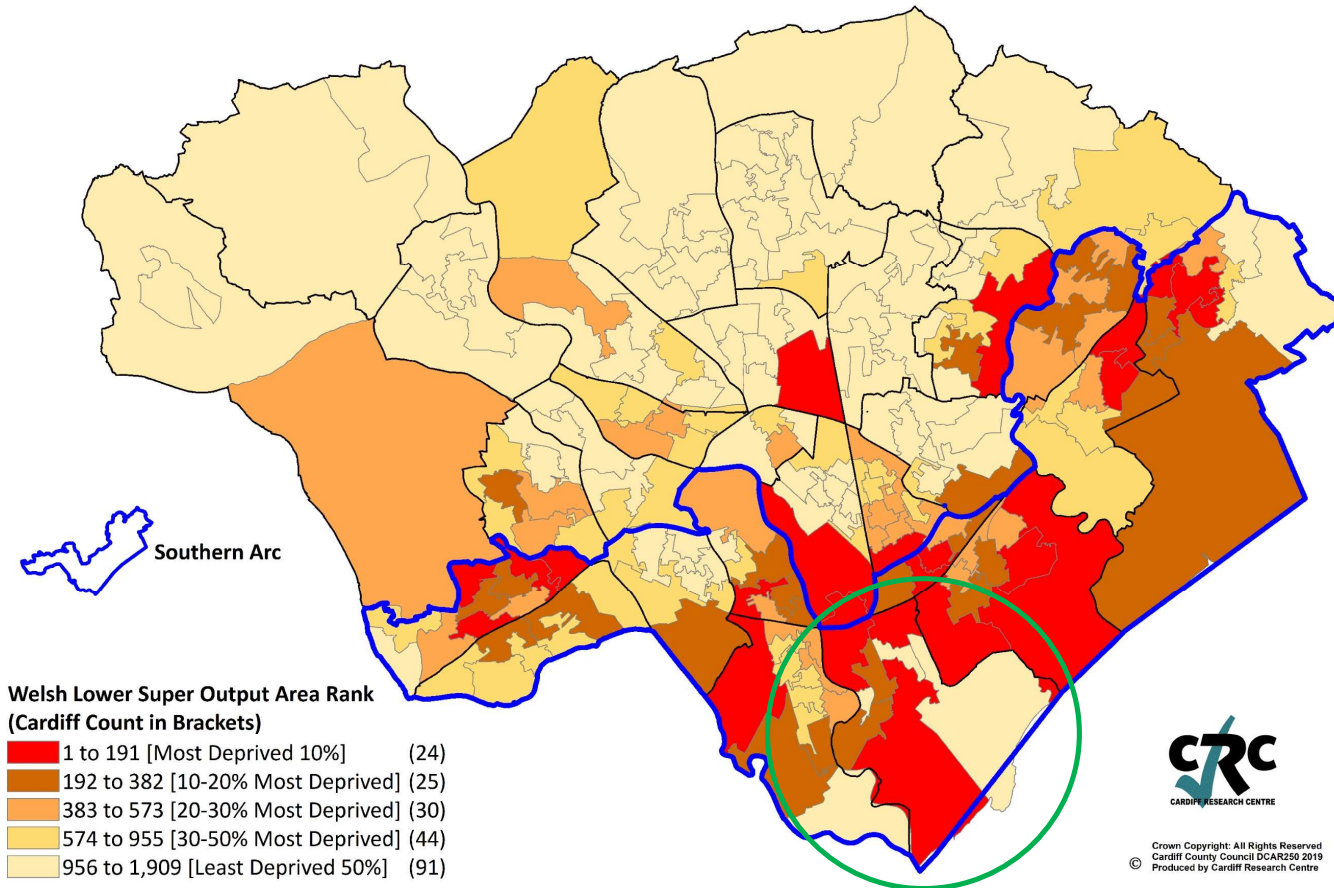 Southern Arc
Welsh Lower Super Output Area Rank
(Cardiff Count in Brackets)
1 to 191 [Most Deprived 10%] (24)
192 to 382 [10-20% Most Deprived] (25)
383 to 573 [20-30% Most Deprived] (30)
574 to 955 [30-50% Most Deprived] (44)
956 to 1,909 [Least Deprived 50%] (91)
CRC
CARDIFF RESEARCH CENTRE
Crown Copyright: All Rights Reserved
© Cardiff County Council DCAR250 2019
Produced by Cardiff Research Centre